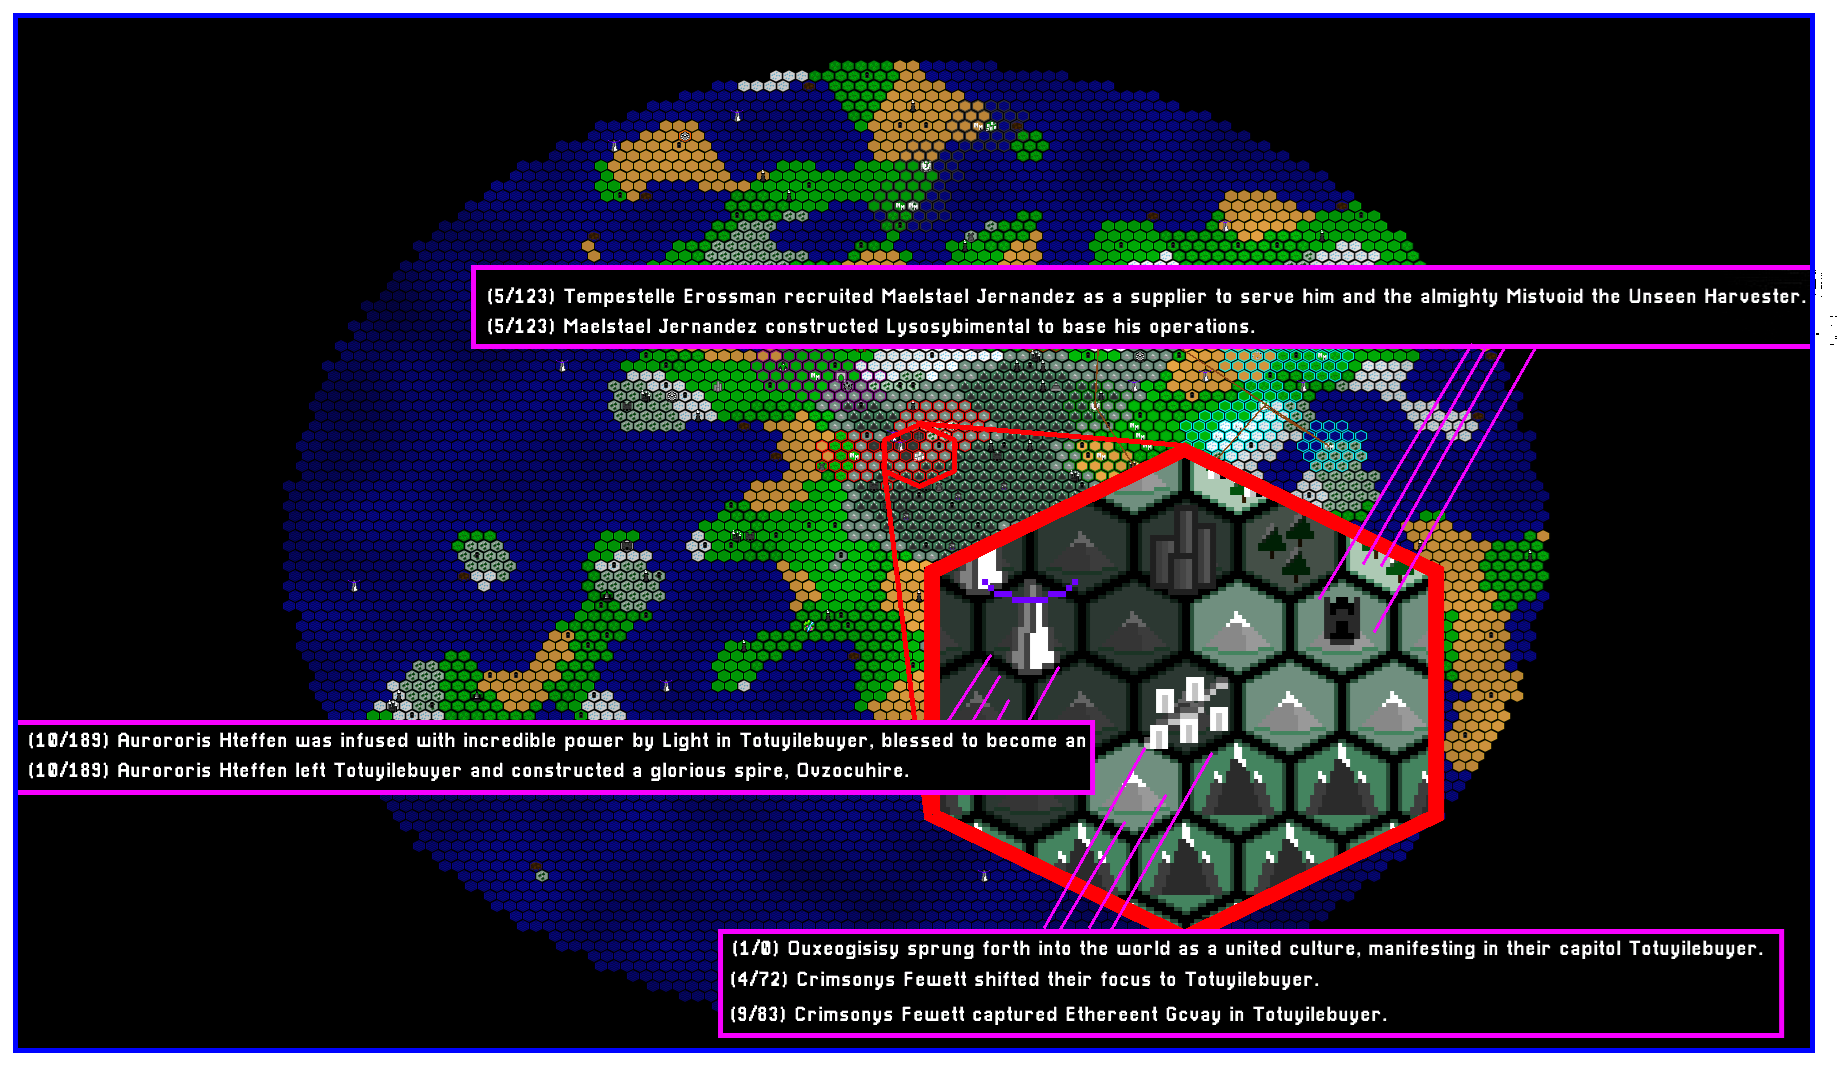 (5/123) Tempestelle Erossman recruited Maelstael Jernandez as a supplier to serve him and the almighty Mistvoid the Unseen Harvester.
(5/123) Maelstael Jernandez constructed Lysosybimental to base his operations.
(10/189) Aurororis Hteffen was infused with incredible power by Light in Totuyilebuyer, blessed to become an
(10/189) Aurororis Hteffen left Totuyilebuyer and constructed a glorious spire, Ovzocuhire.
(1/0) Ouxeogisisy sprung forth into the world as a united culture, manifesting in their capitol Totuyilebuyer.
(4/72) Crimsonys Fewett shifted their focus to Totuyilebuyer.
(9/83) Crimsonys Fewett captured Ethereent Gcvay in Totuyilebuyer.